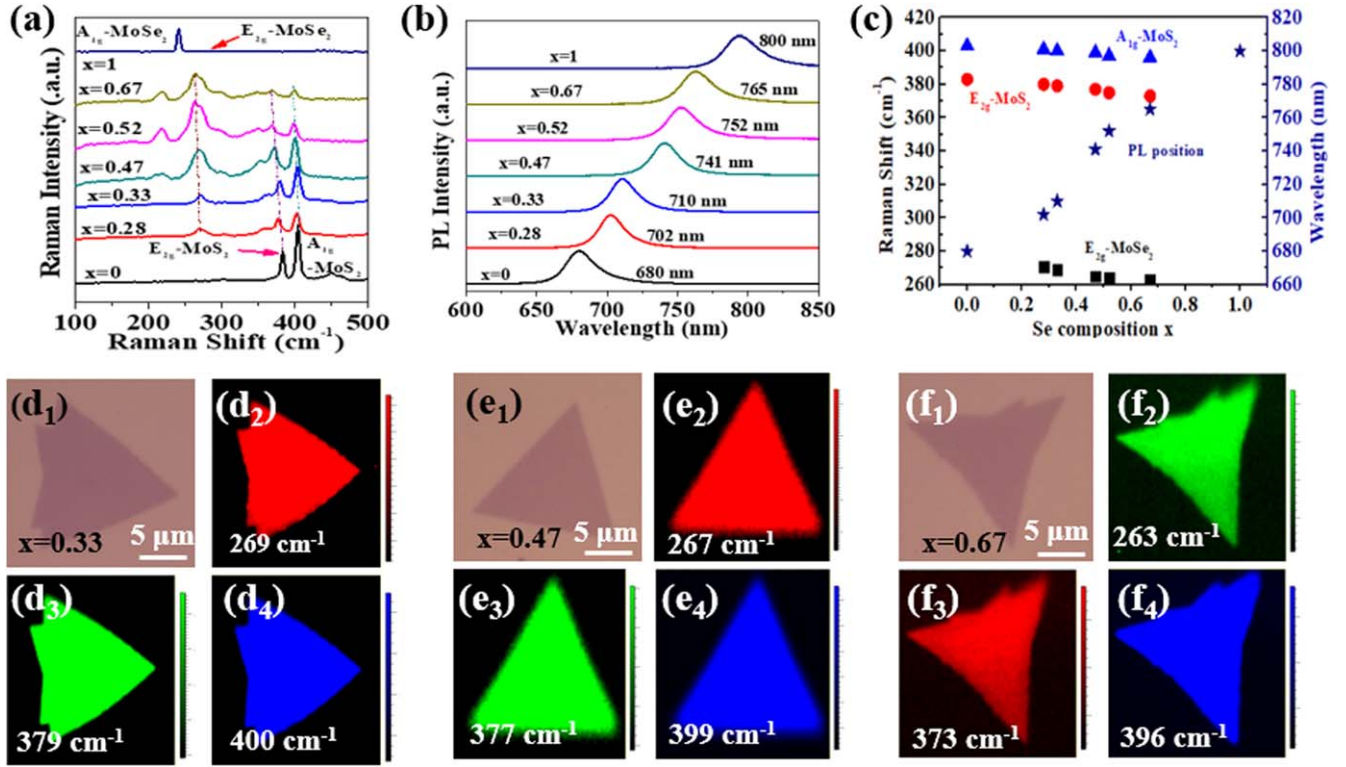 (a)
Raman Intensity (.a.u.)
A₁g-MoSe₂
E₂g-MoSe₂
x=1
x=0.67
x=0.52
x=0.47
x=0.33
x=0.28
E₂g-MoS₂
A₁g
-MoS₂
x=0
100 200 300 400 500
Raman Shift (cm⁻¹)
(b)
PL Intensity (.a.u.)
x=1 800 nm
x=0.67 765 nm
x=0.52 752 nm
x=0.47 741 nm
x=0.33 710 nm
x=0.28 702 nm
x=0 680 nm
600 650 700 750 800 850
Wavelength (nm)
(c)
Raman Shift (cm⁻¹)
420
400
380
360
340
320
300
280
260
A₁g-MoS₂
E₂g-MoS₂
PL position
E₂g-MoSe₂
820
800
780
760
740
720
700
680
660
Wavelength (nm)
0.0 0.2 0.4 0.6 0.8 1.0
Se composition x
(d₁)
x=0.33 5 μm
(d₂)
269 cm⁻¹
(e₁)
x=0.47 5 μm
(e₂)
267 cm⁻¹
(f₁)
x=0.67 5 μm
(f₂)
263 cm⁻¹
(d₃)
379 cm⁻¹
(d₄)
400 cm⁻¹
(e₃)
377 cm⁻¹
(e₄)
399 cm⁻¹
(f₃)
373 cm⁻¹
(f₄)
396 cm⁻¹